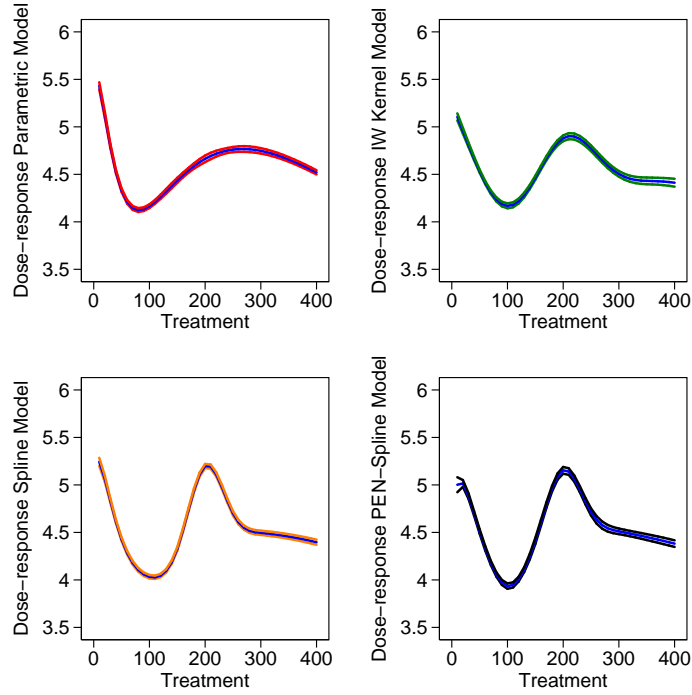 Dose−response Parametric Model
6
5.5
5
4.5
4
3.5
0 100 200 300 400
Treatment
Dose−response IW Kernel Model
6
5.5
5
4.5
4
3.5
0 100 200 300 400
Treatment
Dose−response Spline Model
6
5.5
5
4.5
4
3.5
0 100 200 300 400
Treatment
Dose−response PEN−Spline Model
6
5.5
5
4.5
4
3.5
0 100 200 300 400
Treatment